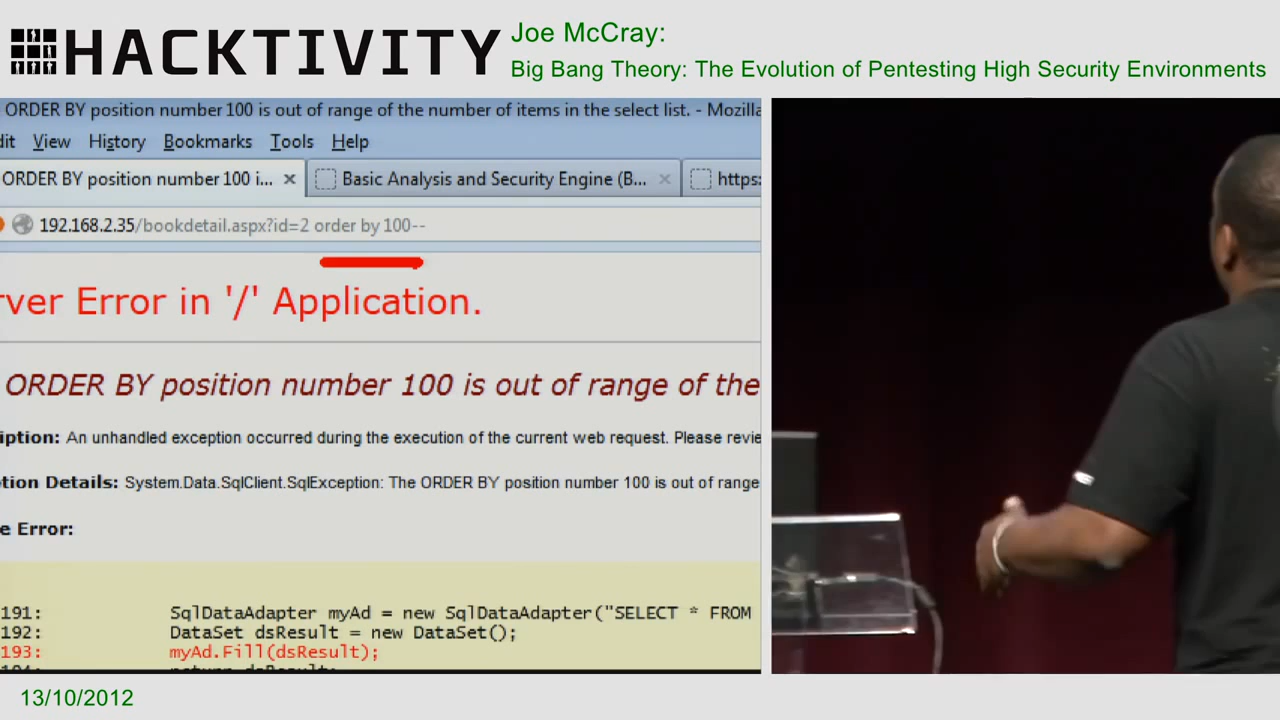 HACKTIVITY
Joe McCray:
Big Bang Theory: The Evolution of Pentesting High Security Environments
ORDER BY position number 100 is out of range of the number of items in the select list. - Mozilla
dit View History Bookmarks Tools Help
ORDER BY position number 100 i... × Basic Analysis and Security Engine (B... × https:
192.168.2.35/bookdetail.aspx?id=2 order by 100--
rver Error in '/' Application.
ORDER BY position number 100 is out of range of the
iption: An unhandled exception occurred during the execution of the current web request. Please revie
tion Details: System.Data.SqlClient.SqlException: The ORDER BY position number 100 is out of range
e Error:
191: SqlDataAdapter myAd = new SqlDataAdapter("SELECT * FROM
192: DataSet dsResult = new DataSet();
193: myAd.Fill(dsResult);
194: return dsResult;
13/10/2012